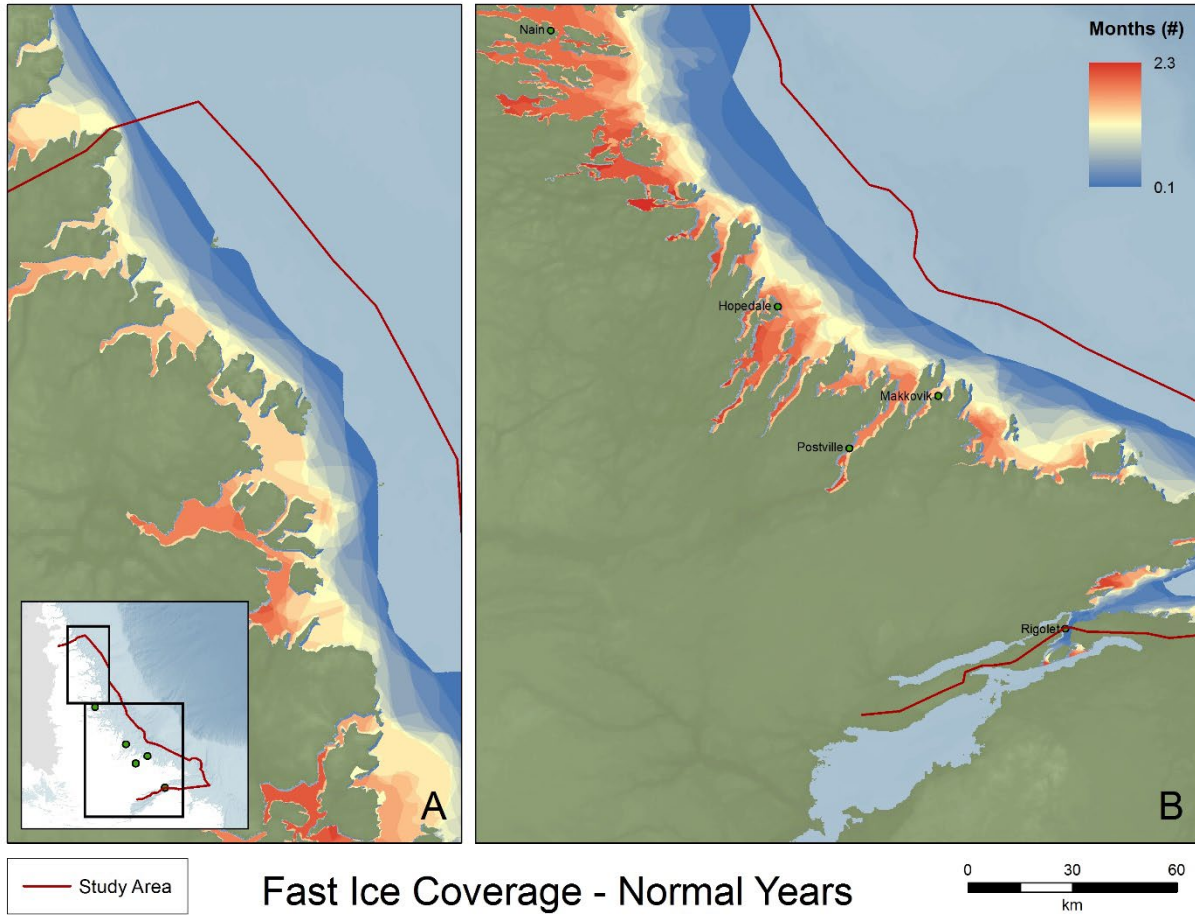 Nain
Months (#)
2.3
0.1
Hopedale
Makkovik
Postville
Rigolet
A
B
Study Area
Fast Ice Coverage - Normal Years
0 30 60
km